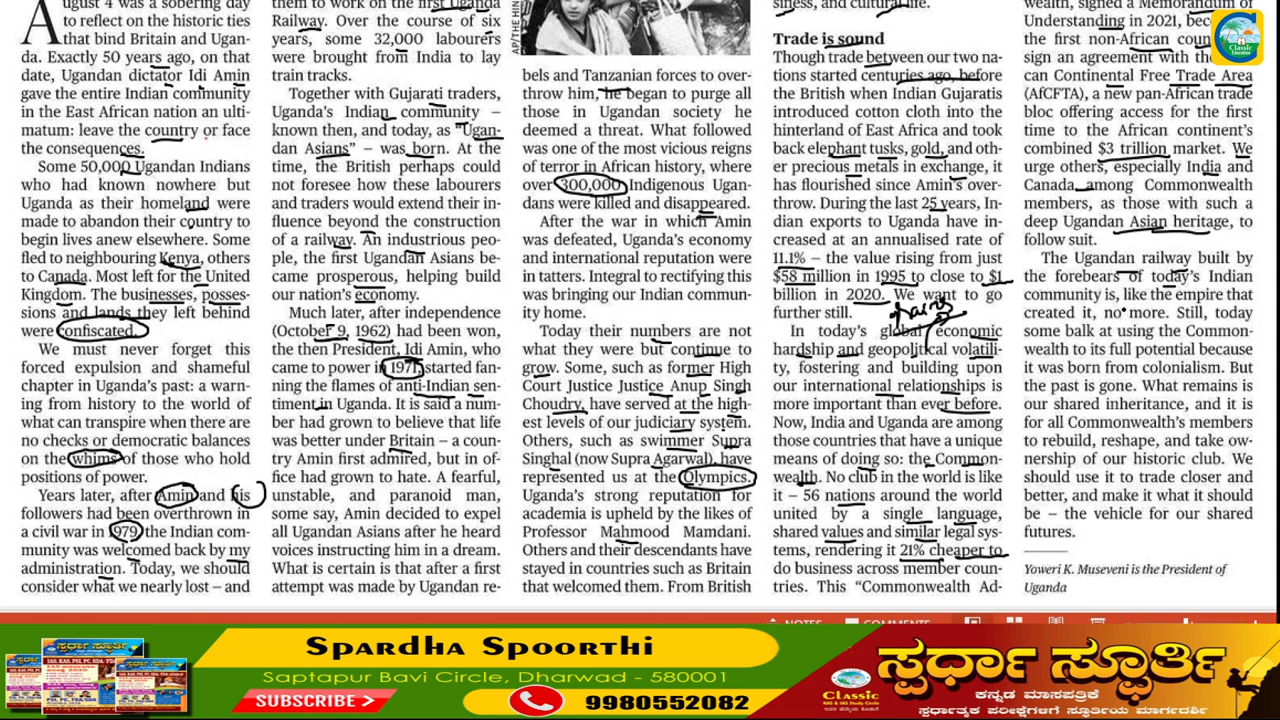 ugust 4 was a sobering day
A
to reflect on the historic ties
that bind Britain and Ugan-
da. Exactly 50 years ago, on that
date, Ugandan dictator Idi Amin
gave the entire Indian community
in the East African nation an ulti-
matum: leave the country or face
the consequences.
Some 50,000 Ugandan Indians
who had known nowhere but
Uganda as their homeland were
made to abandon their country to
begin lives anew elsewhere. Some
fled to neighbouring Kenya, others
to Canada. Most left for the United
Kingdom. The businesses, posses-
sions and lands they left behind
were confiscated.
We must never forget this
forced expulsion and shameful
chapter in Uganda's past: a warn-
ing from history to the world of
what can transpire when there are
no checks or democratic balances
on the whims of those who hold
positions of power.
Years later, after Amin and his
followers had been overthrown in
a civil war in 1979, the Indian com-
munity was welcomed back by my
administration. Today, we should
consider what we nearly lost – and
them to work on the first Uganda
Railway. Over the course of six
years, some 32,000 labourers
were brought from India to lay
train tracks.
Together with Gujarati traders,
Uganda's Indian community –
known then, and today, as "Ugan-
dan Asians" – was born. At the
time, the British perhaps could
not foresee how these labourers
and traders would extend their in-
fluence beyond the construction
of a railway. An industrious peo-
ple, the first Ugandan Asians be-
came prosperous, helping build
our nation's economy.
Much later, after independence
(October 9, 1962) had been won,
the then President, Idi Amin, who
came to power in 1971, started fan-
ning the flames of anti-Indian sen-
timent in Uganda. It is said a num-
ber had grown to believe that life
was better under Britain – a coun-
try Amin first admired, but in of-
fice had grown to hate. A fearful,
unstable, and paranoid man,
some say, Amin decided to expel
all Ugandan Asians after he heard
voices instructing him in a dream.
What is certain is that after a first
attempt was made by Ugandan re-
AP/THE HIN
bels and Tanzanian forces to over-
throw him, he began to purge all
those in Ugandan society he
deemed a threat. What followed
was one of the most vicious reigns
of terror in African history, where
over 300,000 Indigenous Ugan-
dans were killed and disappeared.
After the war in which Amin
was defeated, Uganda's economy
and international reputation were
in tatters. Integral to rectifying this
was bringing our Indian commun-
ity home.
Today their numbers are not
what they were but continue to
grow. Some, such as former High
Court Justice Justice Anup Singh
Choudry, have served at the high-
est levels of our judiciary system.
Others, such as swimmer Supra
Singhal (now Supra Agarwal), have
represented us at the Olympics.
Uganda's strong reputation for
academia is upheld by the likes of
Professor Mahmood Mamdani.
Others and their descendants have
stayed in countries such as Britain
that welcomed them. From British
siness, and cultural life.
Trade is sound
Though trade between our two na-
tions started centuries ago, before
the British when Indian Gujaratis
introduced cotton cloth into the
hinterland of East Africa and took
back elephant tusks, gold, and oth-
er precious metals in exchange, it
has flourished since Amin's over-
throw. During the last 25 years, In-
dian exports to Uganda have in-
creased at an annualised rate of
11.1% – the value rising from just
$58 million in 1995 to close to $1
billion in 2020. We want to go
further still.
In today's global economic
hardship and geopolitical volatili-
ty, fostering and building upon
our international relationships is
more important than ever before.
Now, India and Uganda are among
those countries that have a unique
means of doing so: the Common-
wealth. No club in the world is like
it – 56 nations around the world
united by a single language,
shared values and similar legal sys-
tems, rendering it 21% cheaper to
do business across member coun-
tries. This "Commonwealth Ad-
wealth, signed a Memorandum of
Understanding in 2021, bec
the first non-African coun
sign an agreement with the
can Continental Free Trade Area
(AfCFTA), a new pan-African trade
bloc offering access for the first
time to the African continent's
combined $3 trillion market. We
urge others, especially India and
Canada among Commonwealth
members, as those with such a
deep Ugandan Asian heritage, to
follow suit.
The Ugandan railway built by
the forebears of today's Indian
community is, like the empire that
created it, no more. Still, today
some balk at using the Common-
wealth to its full potential because
it was born from colonialism. But
the past is gone. What remains is
our shared inheritance, and it is
for all Commonwealth's members
to rebuild, reshape, and take ow-
nership of our historic club. We
should use it to trade closer and
better, and make it what it should
be – the vehicle for our shared
futures.
Yoweri K. Museveni is the President of
Uganda
Classic
Education
NOTES
COMMENTS
Spardha Spoorthi
Saptapur Bavi Circle, Dharwad - 580001
SUBSCRIBE
9980552082
ಸ್ಪರ್ಧಾ ಸ್ಫೂರ್ತಿ
Classic
KAS & IAS Study Circle
ಸ್ಪರ್ಧಾ ಸ್ಫೂರ್ತಿ
ಕನ್ನಡ ಮಾಸಪತ್ರಿಕೆ
ಸ್ಪರ್ಧಾತ್ಮಕ ಪರೀಕ್ಷೆಗಳಿಗೆ ಸ್ಫೂರ್ತಿಯ ಮಾರ್ಗದರ್ಶಿ